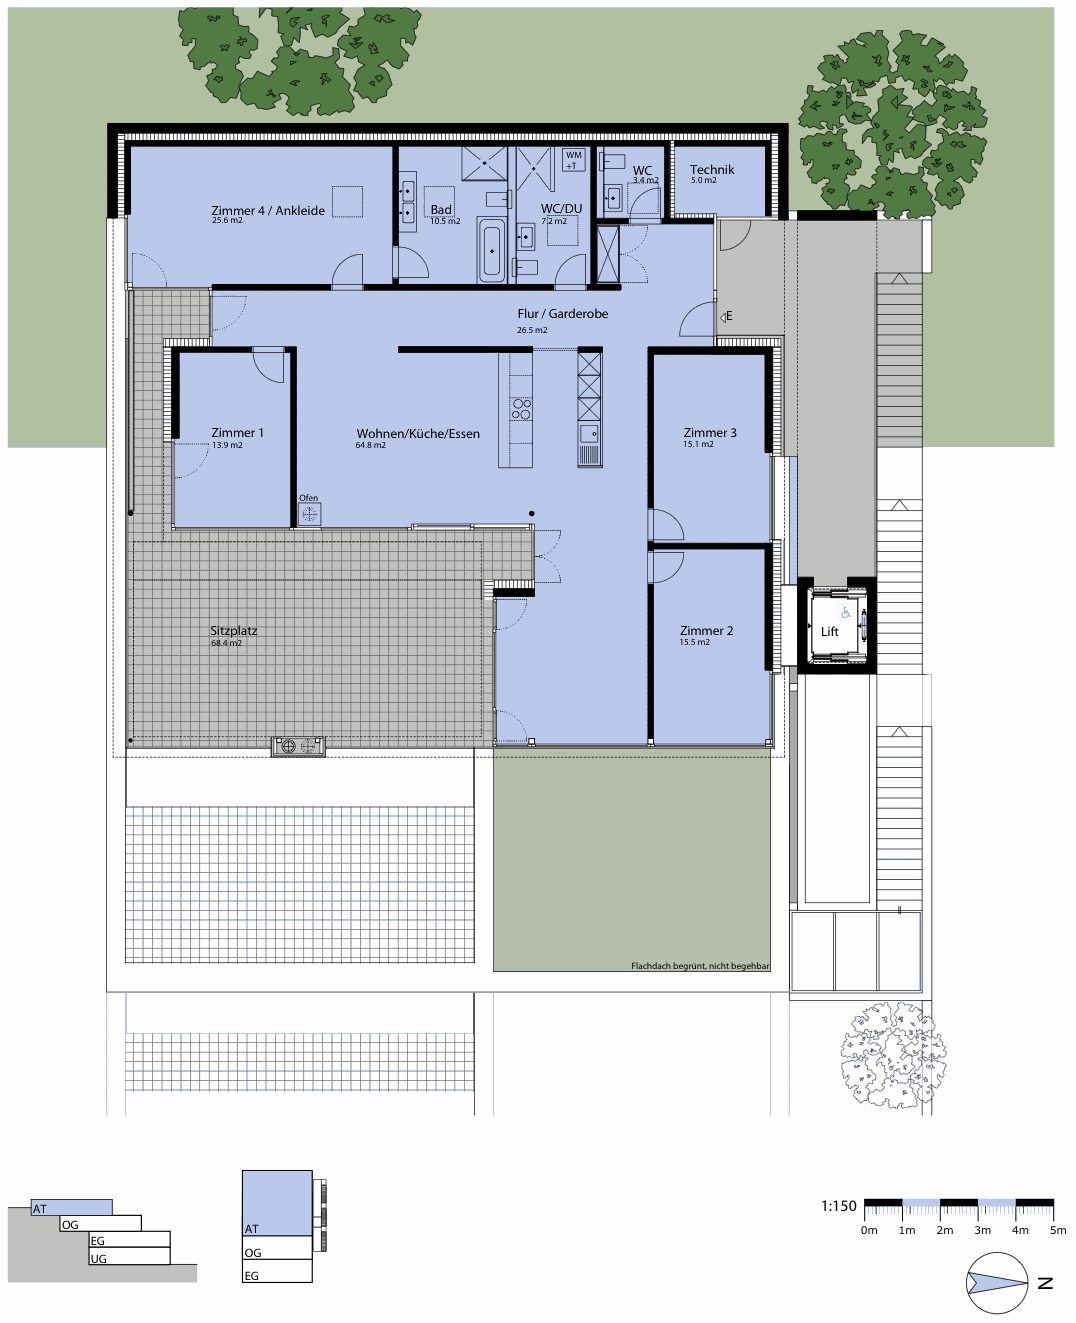 Zimmer 4 / Ankleide
25.6 m2
Bad
10.5 m2
WM
+T
WC/DU
7.2 m2
WC
3.4 m2
Technik
5.0 m2
Flur / Garderobe
26.5 m2
E
Zimmer 1
13.9 m2
Wohnen/Küche/Essen
64.8 m2
Zimmer 3
15.1 m2
Ofen
Sitzplatz
68.4 m2
Zimmer 2
15.5 m2
Lift
Flachdach begrünt, nicht begehbar
AT
OG
EG
UG
AT
OG
EG
1:150
0m 1m 2m 3m 4m 5m
N